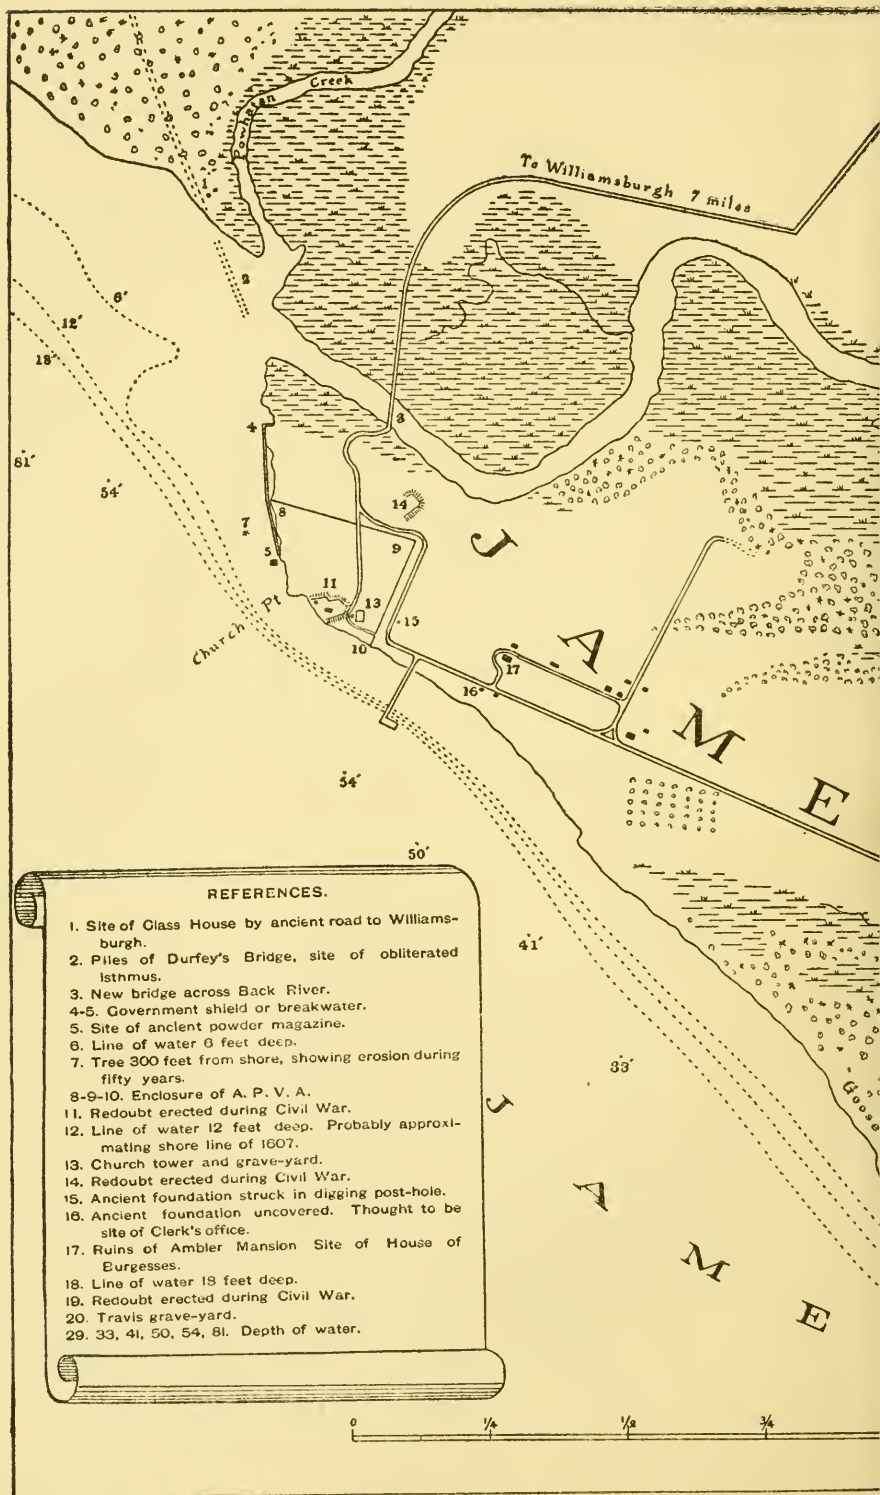 Powhatan Creek
To Williamsburgh 7 miles
1
2
6'
12'
18'
3
4
81'
54'
14
7
8
J
5
9
11
13
15
Church Pt
10
A
17
16
M
54'
E
50'
REFERENCES.
1. Site of Glass House by ancient road to Williams-
burgh.
2. Piles of Durfey's Bridge, site of obliterated
Isthmus.
3. New bridge across Back River.
4-5. Government shield or breakwater.
5. Site of ancient powder magazine.
6. Line of water 6 feet deep.
7. Tree 300 feet from shore, showing erosion during
fifty years.
8-9-10. Enclosure of A. P. V. A.
11. Redoubt erected during Civil War.
12. Line of water 12 feet deep. Probably approxi-
mating shore line of 1607.
13. Church tower and grave-yard.
14. Redoubt erected during Civil War.
15. Ancient foundation struck in digging post-hole.
16. Ancient foundation uncovered. Thought to be
site of Clerk's office.
17. Ruins of Ambler Mansion Site of House of
Burgesses.
18. Line of water 18 feet deep.
19. Redoubt erected during Civil War.
20. Travis grave-yard.
29. 33, 41, 50, 54, 81. Depth of water.
41'
33'
Goose
J
A
M
E
0 1/4 1/2 3/4